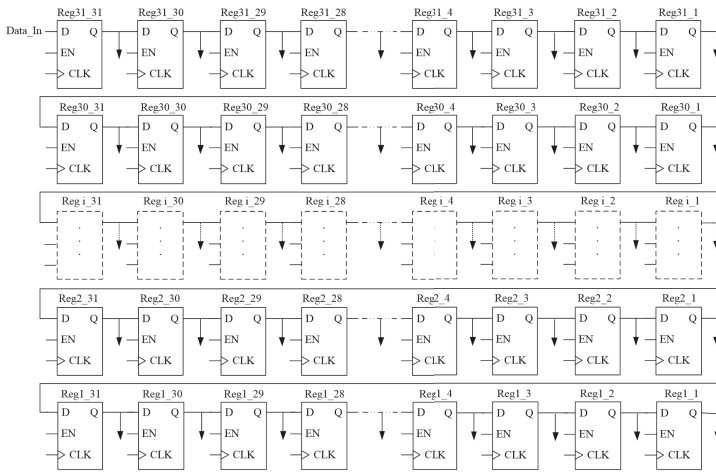 Reg31_31 Reg31_30 Reg31_29 Reg31_28 Reg31_4 Reg31_3 Reg31_2 Reg31_1
Data_In D Q D Q D Q D Q D Q D Q D Q D Q
EN EN EN EN EN EN EN EN
CLK CLK CLK CLK CLK CLK CLK CLK
Reg30_31 Reg30_30 Reg30_29 Reg30_28 Reg30_4 Reg30_3 Reg30_2 Reg30_1
D Q D Q D Q D Q D Q D Q D Q D Q
EN EN EN EN EN EN EN EN
CLK CLK CLK CLK CLK CLK CLK CLK
Reg i_31 Reg i_30 Reg i_29 Reg i_28 Reg i_4 Reg i_3 Reg i_2 Reg i_1
Reg2_31 Reg2_30 Reg2_29 Reg2_28 Reg2_4 Reg2_3 Reg2_2 Reg2_1
D Q D Q D Q D Q D Q D Q D Q D Q
EN EN EN EN EN EN EN EN
CLK CLK CLK CLK CLK CLK CLK CLK
Reg1_31 Reg1_30 Reg1_29 Reg1_28 Reg1_4 Reg1_3 Reg1_2 Reg1_1
D Q D Q D Q D Q D Q D Q D Q D Q
EN EN EN EN EN EN EN EN
CLK CLK CLK CLK CLK CLK CLK CLK